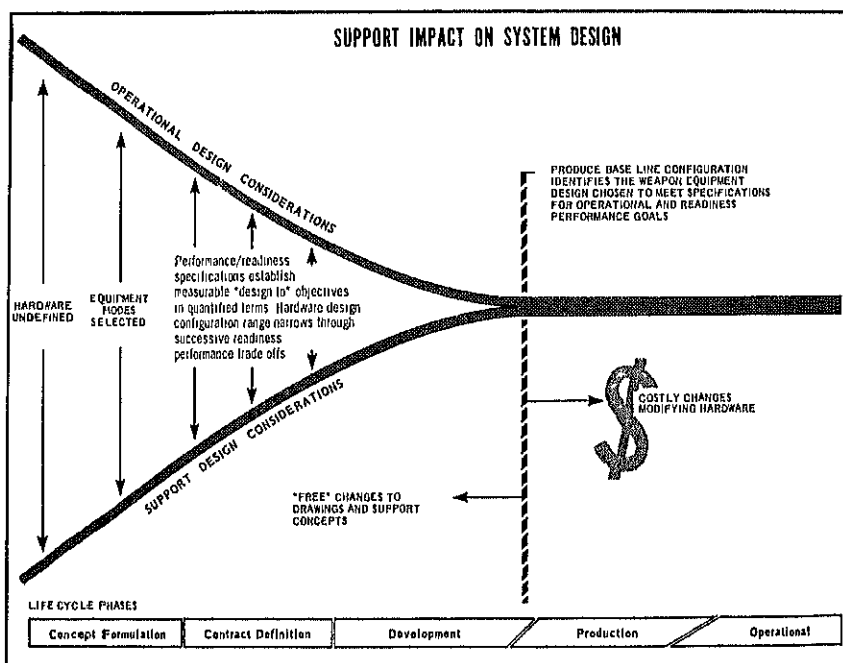 SUPPORT IMPACT ON SYSTEM DESIGN
OPERATIONAL DESIGN CONSIDERATIONS
PRODUCE BASE LINE CONFIGURATION
IDENTIFIES THE WEAPON EQUIPMENT
DESIGN CHOSEN TO MEET SPECIFICATIONS
FOR OPERATIONAL AND READINESS
PERFORMANCE GOALS
HARDWARE
UNDEFINED
EQUIPMENT
MODES
SELECTED
Performance/readiness
specifications establish
measurable "design to" objectives
in quantified terms Hardware design
configuration range narrows through
successive readiness
performance trade offs
SUPPORT DESIGN CONSIDERATIONS
$
COSTLY CHANGES
MODIFYING HARDWARE
"FREE" CHANGES TO
DRAWINGS AND SUPPORT
CONCEPTS
LIFE CYCLE PHASES
Concept Formulation
Contract Definition
Development
Production
Operational